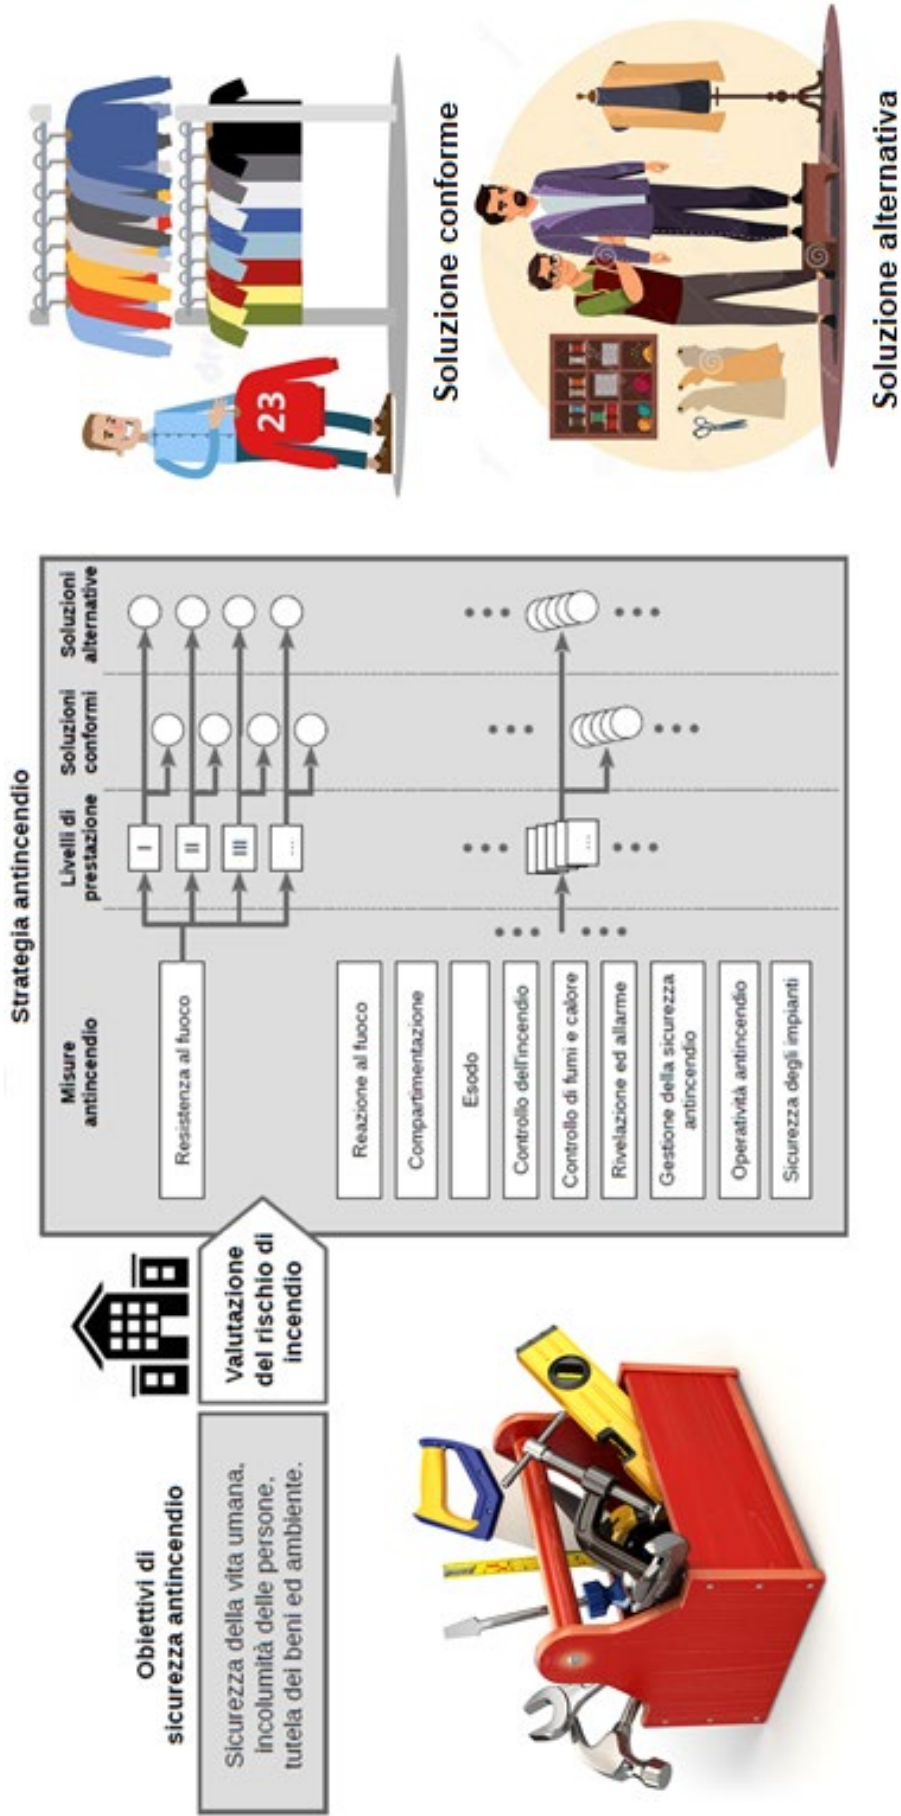 Obiettivi di
sicurezza antincendio
Sicurezza della vita umana,
incolumità delle persone,
tutela dei beni ed ambiente.
Valutazione
del rischio di
incendio
Strategia antincendio
Misure
antincendio
Livelli di
prestazione
Soluzioni
conformi
Soluzioni
alternative
Resistenza al fuoco
I
II
III
....
Reazione al fuoco
Compartimentazione
Esodo
Controllo dell'incendio
Controllo di fumi e calore
...
Rivelazione ed allarme
Gestione della sicurezza
antincendio
Operatività antincendio
Sicurezza degli impianti
23
Soluzione conforme
Soluzione alternativa